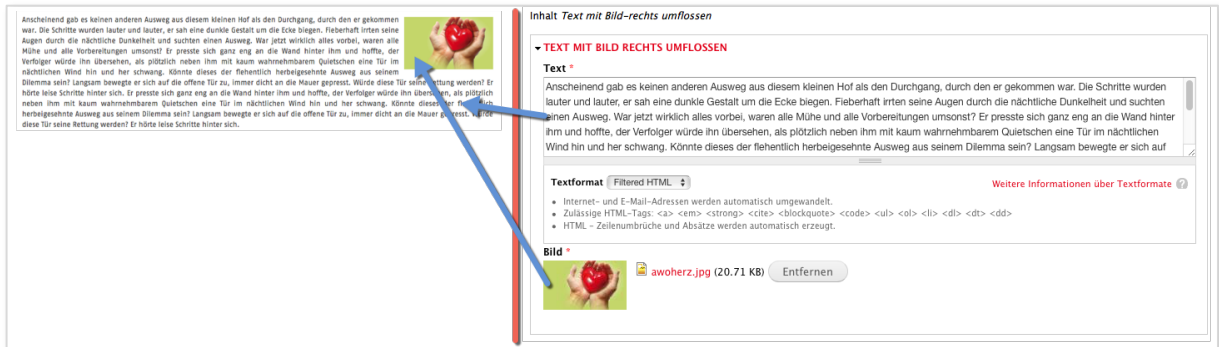 Anscheinend gab es keinen anderen Ausweg aus diesem kleinen Hof als den Durchgang, durch den er gekommen
war. Die Schritte wurden lauter und lauter, er sah eine dunkle Gestalt um die Ecke biegen. Fieberhaft irrten seine
Augen durch die nächtliche Dunkelheit und suchten einen Ausweg. War jetzt wirklich alles vorbei, waren alle
Mühe und alle Vorbereitungen umsonst? Er presste sich ganz eng an die Wand hinter ihm und hoffte, der
Verfolger würde ihn übersehen, als plötzlich neben ihm mit kaum wahrnehmbarem Quietschen eine Tür im
nächtlichen Wind hin und her schwang. Könnte dieses der flehentlich herbeigesehnte Ausweg aus seinem
Dilemma sein? Langsam bewegte er sich auf die offene Tür zu, immer dicht an die Mauer gepresst. Würde diese Tür seine Rettung werden? Er
hörte leise Schritte hinter sich. Er presste sich ganz eng an die Wand hinter ihm und hoffte, der Verfolger würde ihn übersehen, als plötzlich
neben ihm mit kaum wahrnehmbarem Quietschen eine Tür im nächtlichen Wind hin und her schwang. Könnte dieses der flehentlich
herbeigesehnte Ausweg aus seinem Dilemma sein? Langsam bewegte er sich auf die offene Tür zu, immer dicht an die Mauer gepresst. Würde
diese Tür seine Rettung werden? Er hörte leise Schritte hinter sich.
Inhalt Text mit Bild-rechts umflossen
TEXT MIT BILD RECHTS UMFLOSSEN
Text *
Anscheinend gab es keinen anderen Ausweg aus diesem kleinen Hof als den Durchgang, durch den er gekommen war. Die Schritte wurden
lauter und lauter, er sah eine dunkle Gestalt um die Ecke biegen. Fieberhaft irrten seine Augen durch die nächtliche Dunkelheit und suchten
einen Ausweg. War jetzt wirklich alles vorbei, waren alle Mühe und alle Vorbereitungen umsonst? Er presste sich ganz eng an die Wand hinter
ihm und hoffte, der Verfolger würde ihn übersehen, als plötzlich neben ihm mit kaum wahrnehmbarem Quietschen eine Tür im nächtlichen
Wind hin und her schwang. Könnte dieses der flehentlich herbeigesehnte Ausweg aus seinem Dilemma sein? Langsam bewegte er sich auf
Textformat Filtered HTML
Weitere Informationen über Textformate ?
• Internet- und E-Mail-Adressen werden automatisch umgewandelt.
• Zulässige HTML-Tags: <a> <em> <strong> <cite> <blockquote> <code> <ul> <ol> <li> <dl> <dt> <dd>
• HTML - Zeilenumbrüche und Absätze werden automatisch erzeugt.
Bild *
awoherz.jpg (20.71 KB) Entfernen